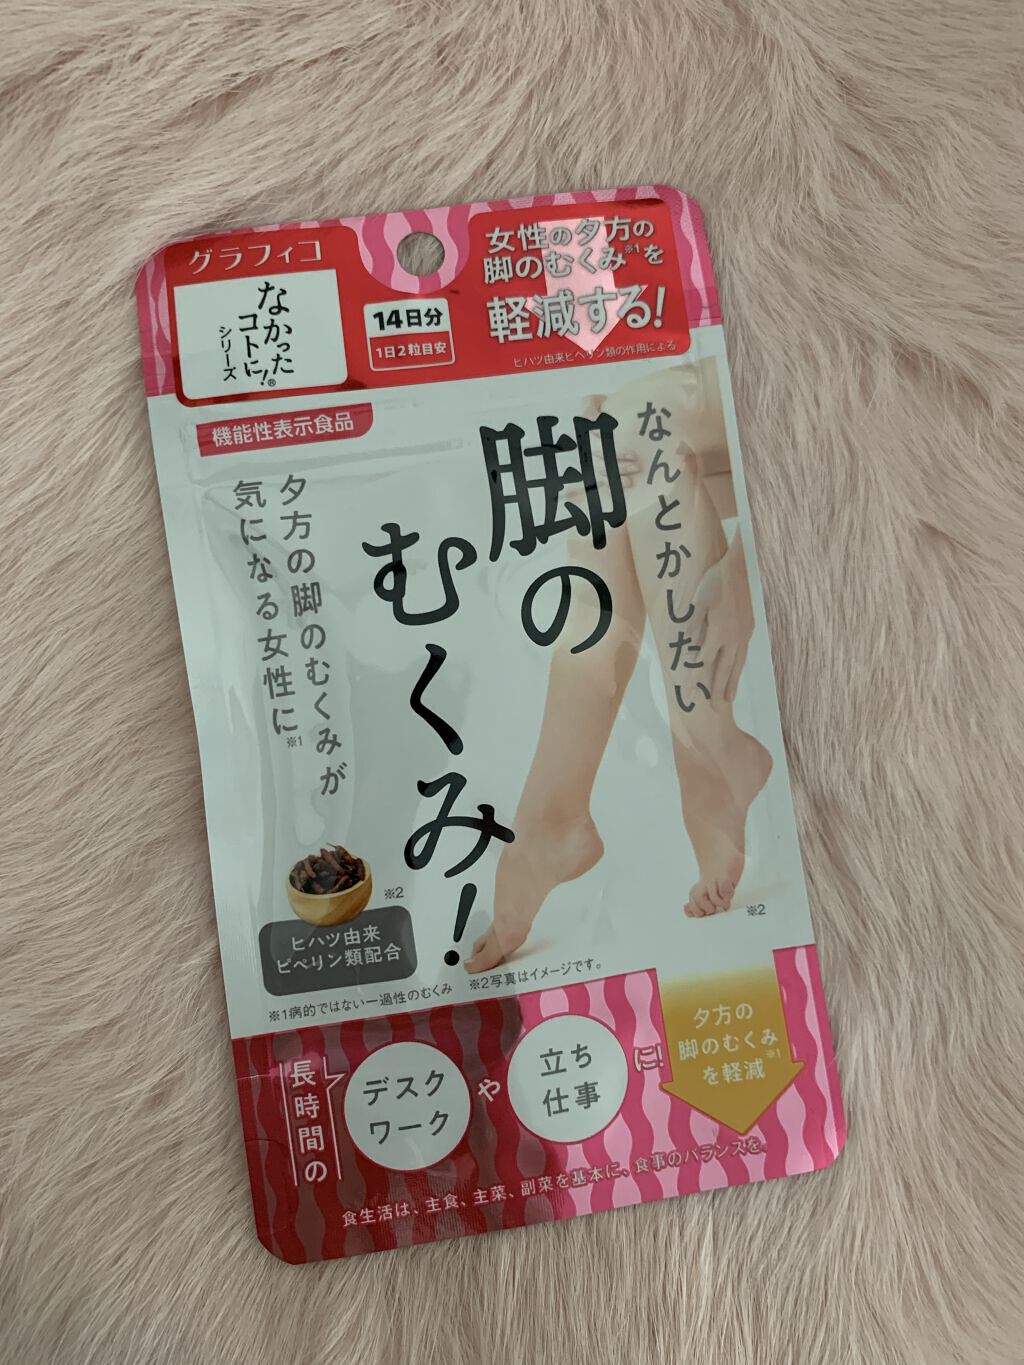 グラフィコ
なかった
コトに!®
シリーズ
14日分
1日2粒目安
女性の夕方の
脚のむくみ※1を
軽減する!
ヒハツ由来ピペリン類の作用による
機能性表示食品
なんとかしたい
脚の
むくみ!
夕方の脚のむくみが
気になる女性に※1
※2
ヒハツ由来
ピペリン類配合
※2
※1病的ではない一過性のむくみ ※2写真はイメージです。
長時間の
デスク
ワーク
や
立ち
仕事
に!
夕方の
脚のむくみ※1
を軽減
食生活は、主食、主菜、副菜を基本に、食事のバランスを。